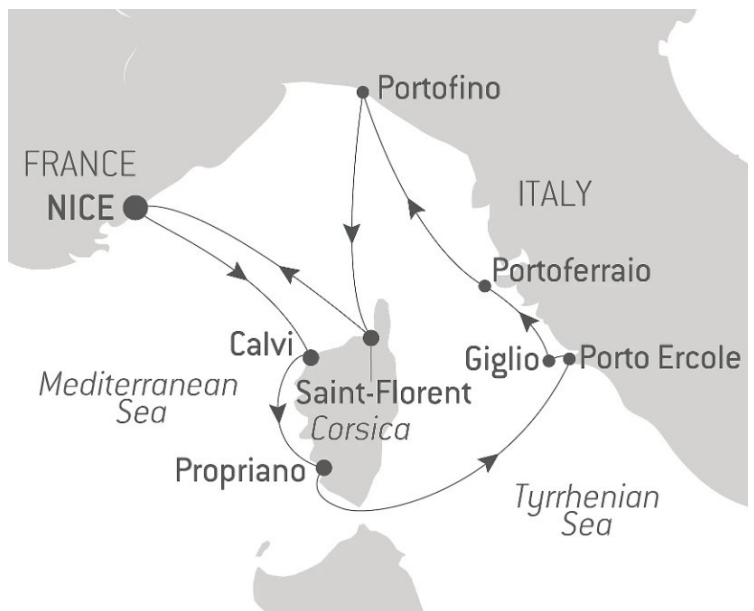 Portofino
FRANCE
NICE
ITALY
Portoferraio
Calvi
Giglio
Porto Ercole
Mediterranean
Sea
Saint-Florent
Corsica
Propriano
Tyrrhenian
Sea